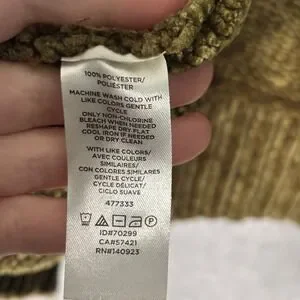 100% POLYESTER/
POLIÉSTER
MACHINE WASH COLD WITH
LIKE COLORS GENTLE
CYCLE
ONLY NON-CHLORINE
BLEACH WHEN NEEDED
RESHAPE DRY FLAT
COOL IRON IF NEEDED
OR DRY CLEAN
WITH LIKE COLORS/
AVEC COULEURS
SIMILAIRES/
CON COLORES SIMILARES
GENTLE CYCLE/
CYCLE DÉLICAT/
CICLO SUAVE
477333
P
ID#70299
CA#57421
RN#140923